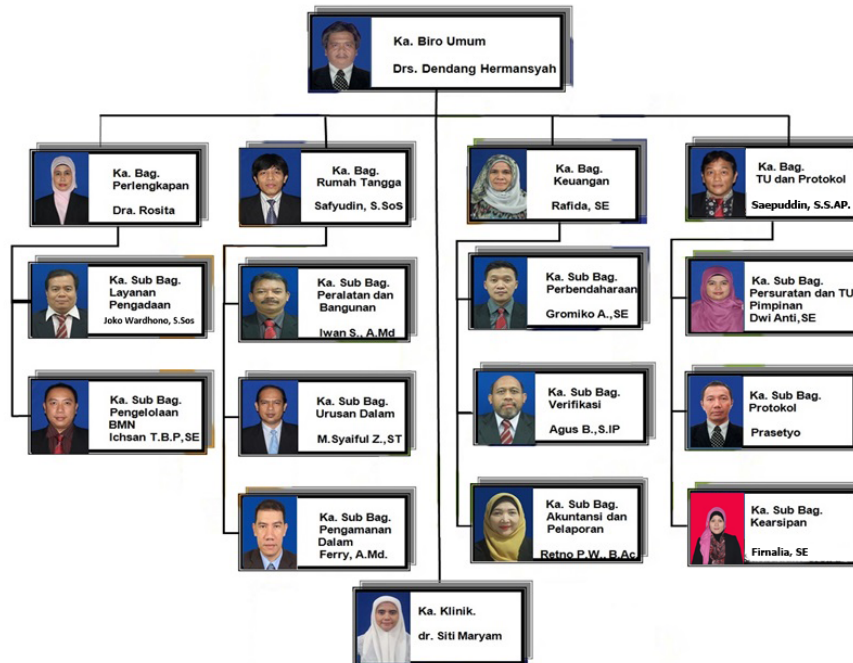 Ka. Biro Umum
Drs. Dendang Hermansyah
Ka. Bag.
Perlengkapan
Dra. Rosita
Ka. Bag.
Rumah Tangga
Safyudin, S.SoS
Ka. Bag.
Keuangan
Rafida, SE
Ka. Bag.
TU dan Protokol
Saepuddin, S.S.AP.
Ka. Sub Bag.
Layanan
Pengadaan
Joko Wardhono, S.Sos
Ka. Sub Bag.
Peralatan dan
Bangunan
Iwan S., A.Md
Ka. Sub Bag.
Perbendaharaan
Gromiko A.,SE
Ka. Sub Bag.
Persuratan dan TU
Pimpinan
Dwi Anti,SE
Ka. Sub Bag.
Pengelolaan
BMN
Ichsan T.B.P,SE
Ka. Sub Bag.
Urusan Dalam
M.Syaiful Z.,ST
Ka. Sub Bag.
Verifikasi
Agus B.,S.IP
Ka. Sub Bag.
Protokol
Prasetyo
Ka. Sub Bag.
Pengamanan
Dalam
Ferry, A.Md.
Ka. Sub Bag.
Akuntansi dan
Pelaporan
Retno P.W., B.Ac
Ka. Sub Bag.
Kearsipan
Firnalia, SE
Ka. Klinik.
dr. Siti Maryam